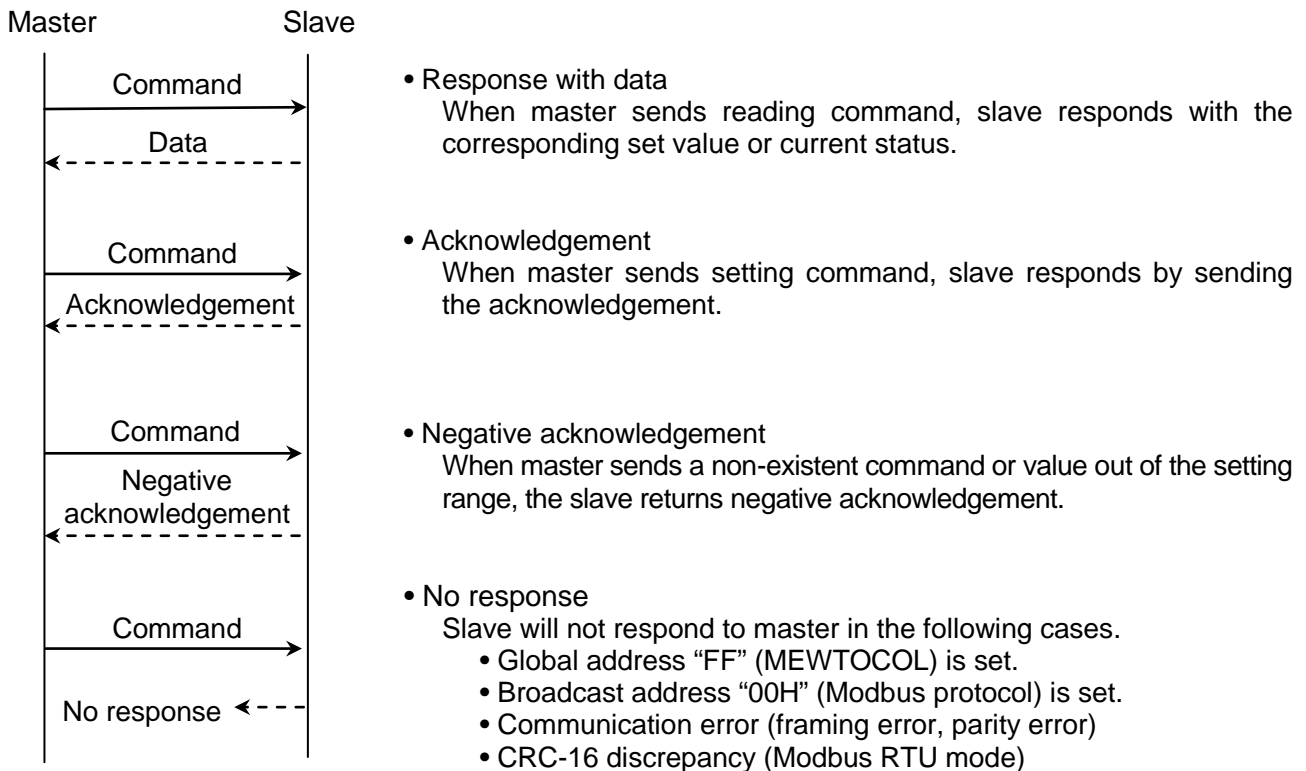 Master Slave
Command
Data
• Response with data
When master sends reading command, slave responds with the
corresponding set value or current status.
Command
Acknowledgement
• Acknowledgement
When master sends setting command, slave responds by sending
the acknowledgement.
Command
Negative
acknowledgement
• Negative acknowledgement
When master sends a non-existent command or value out of the setting
range, the slave returns negative acknowledgement.
Command
No response
• No response
Slave will not respond to master in the following cases.
• Global address “FF” (MEWTOCOL) is set.
• Broadcast address “00H” (Modbus protocol) is set.
• Communication error (framing error, parity error)
• CRC-16 discrepancy (Modbus RTU mode)